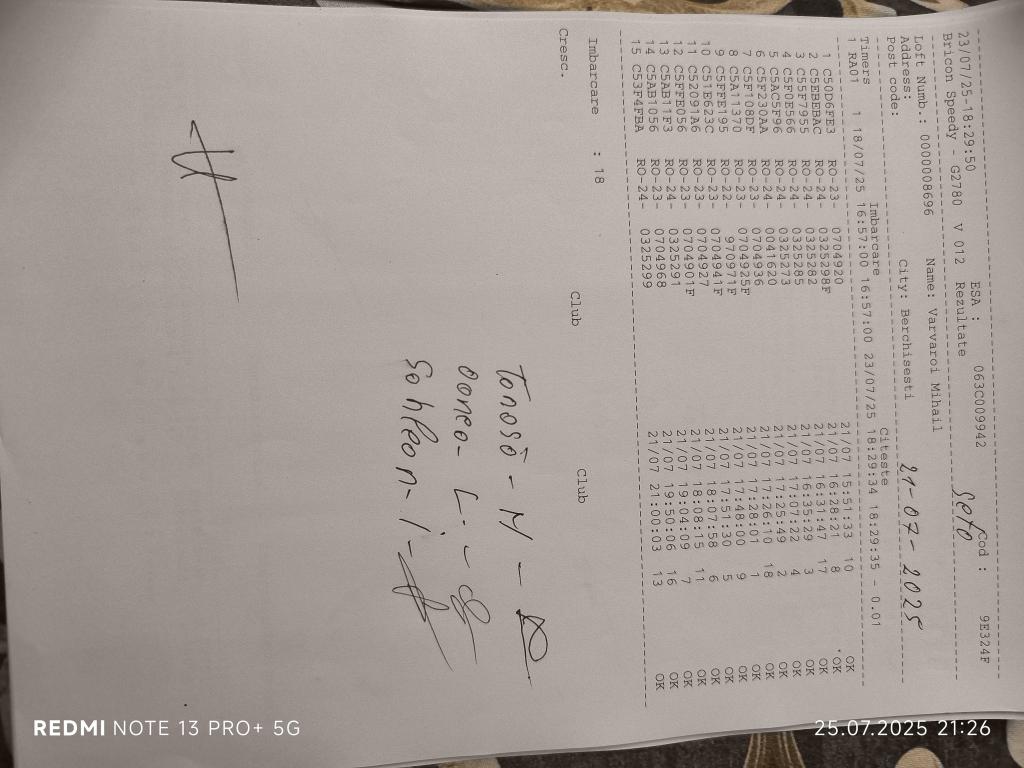 ESA : 063C009942 Cod : 9E324F
23/07/25-18:29:50
Bricon Speedy - G2780 V 012 Rezultate
Loft Numb.: 0000008696 Name: Varvaroi Mihail
Address: City: Berchisesti 21-07-2025
Post code:
Imbarcare Citeste
Timers 1 18/07/25 16:57:00 16:57:00 23/07/25 18:29:34 18:29:35 - 0.01
1 RA01
1 C50D6FE3 RO-23- 0704920 21/07 15:51:33 10 OK
2 C5EBEBAC RO-24- 0325298F 21/07 16:28:21 8 OK
3 C55F7955 RO-24- 0325282 21/07 16:31:47 17 OK
4 C5F0E566 RO-24- 0325285 21/07 16:35:29 3 OK
5 C5AC5F96 RO-24- 0325273 21/07 17:07:22 4 OK
6 C5F230AA RO-24- 0041620 21/07 17:25:49 2 OK
7 C5F108DF RO-23- 0704936 21/07 17:26:10 18 OK
8 C5A11370 RO-23- 0704925F 21/07 17:28:01 1 OK
9 C5FFE195 RO-22- 970971F 21/07 17:48:00 9 OK
10 C51B623C RO-23- 0704941F 21/07 17:51:30 5 OK
11 C52091A6 RO-23- 0704927 21/07 18:07:58 6 OK
12 C5FFE056 RO-23- 0704901F 21/07 18:08:15 11 OK
13 C5AB11F3 RO-24- 0325291 21/07 19:04:09 7 OK
14 C5AB1056 RO-23- 0704968 21/07 19:50:06 16 OK
15 C53F4FBA RO-24- 0325299 21/07 21:00:03 13 OK
Imbarcare : 18
Cresc. Club Club
REDMI NOTE 13 PRO+ 5G
25.07.2025 21:26